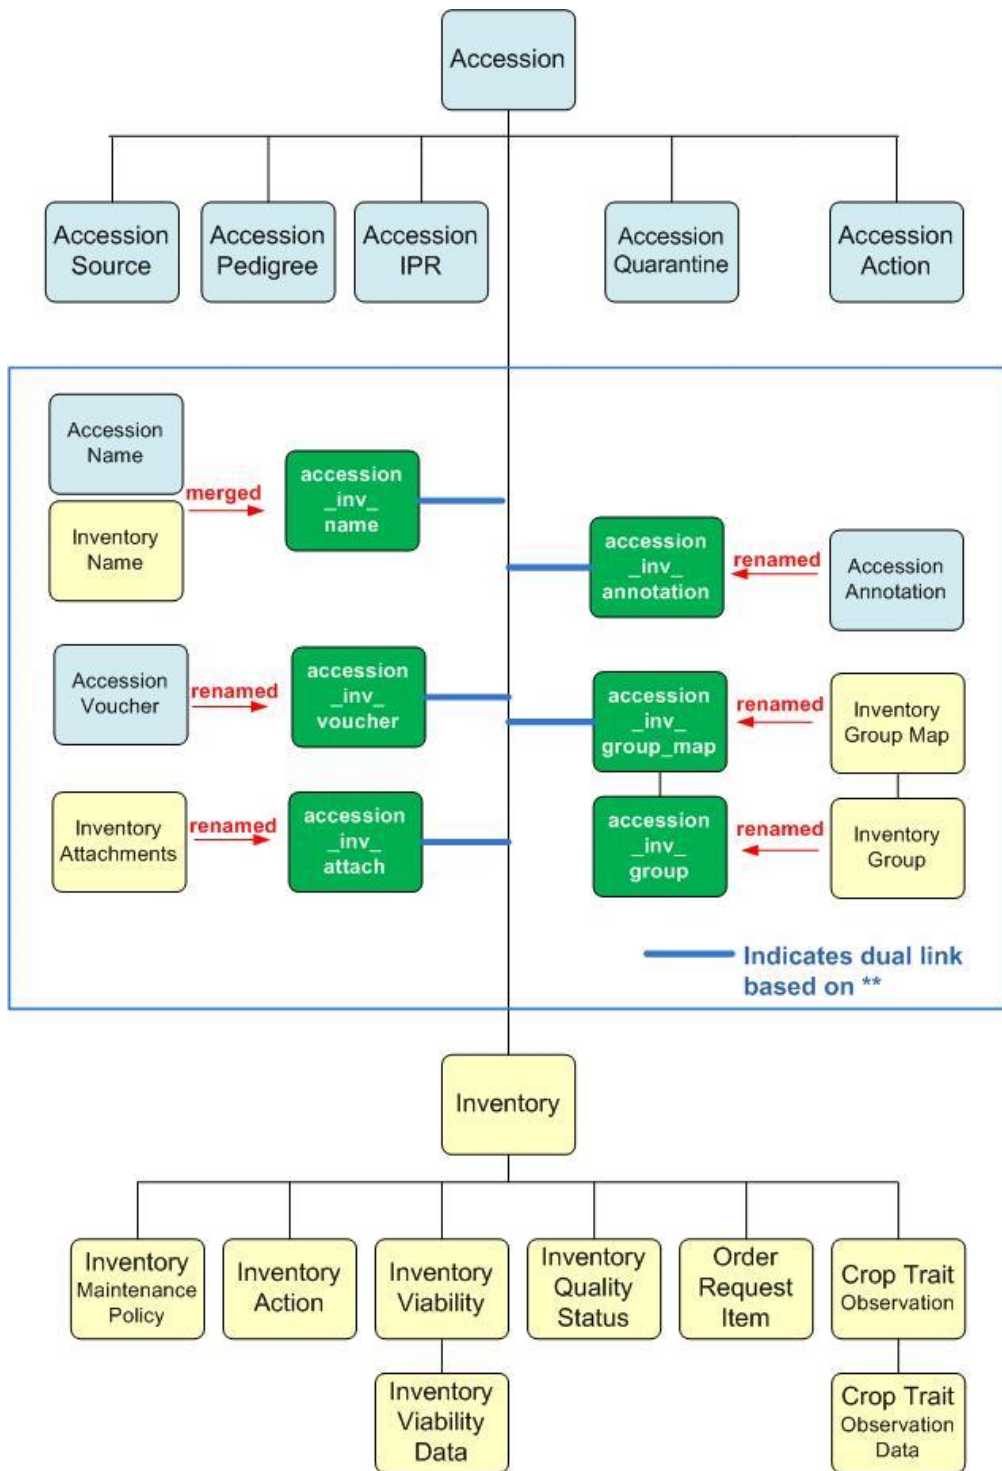 Accession
Accession
Source
Accession
Pedigree
Accession
IPR
Accession
Quarantine
Accession
Action
Accession
Name
merged
accession
_inv_
name
Inventory
Name
accession
_inv_
annotation
renamed
Accession
Annotation
Accession
Voucher
renamed
accession
_inv_
voucher
accession
_inv_
group_map
renamed
Inventory
Group Map
Inventory
Attachments
renamed
accession
_inv_
attach
accession
_inv_
group
renamed
Inventory
Group
Indicates dual link
based on **
Inventory
Inventory
Maintenance
Policy
Inventory
Action
Inventory
Viability
Inventory
Quality
Status
Order
Request
Item
Crop Trait
Observation
Inventory
Viability
Data
Crop Trait
Observation
Data